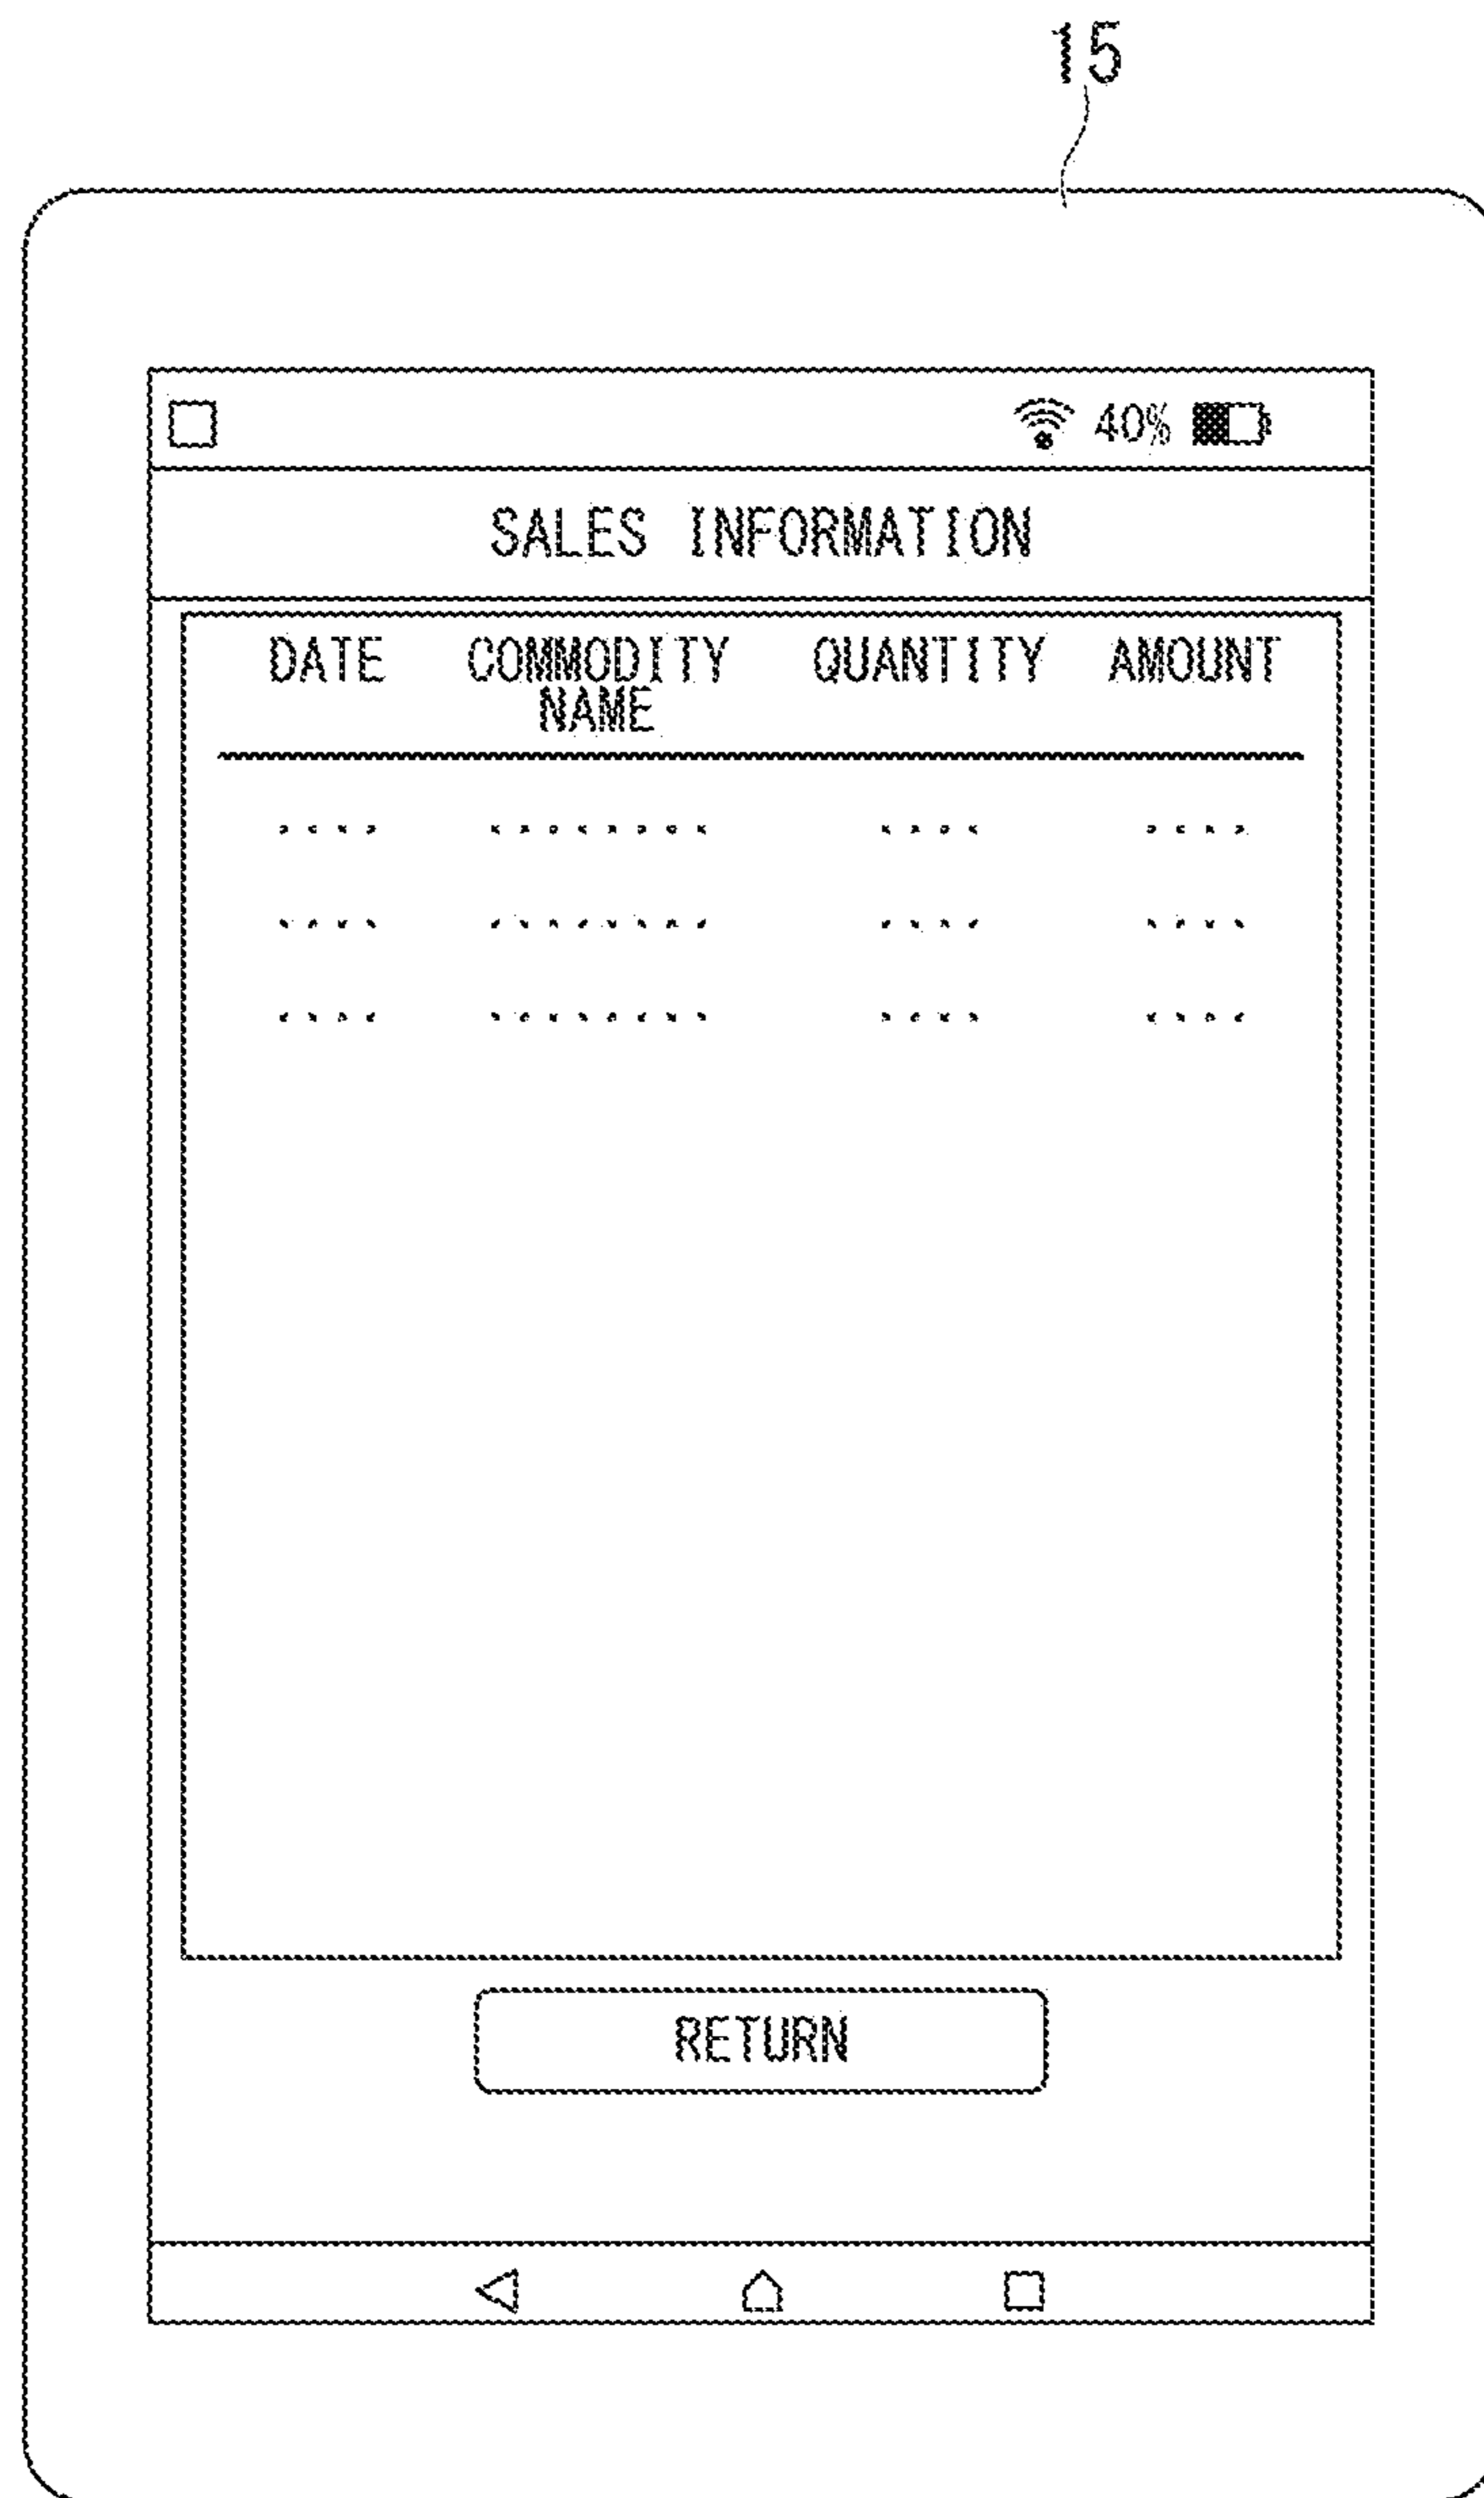 15
40%
SALES INFORMATION
DATE COMMODITY NAME QUANTITY AMOUNT
.... ........ .... ....
.... ........ .... ....
.... ........ .... ....
RETURN